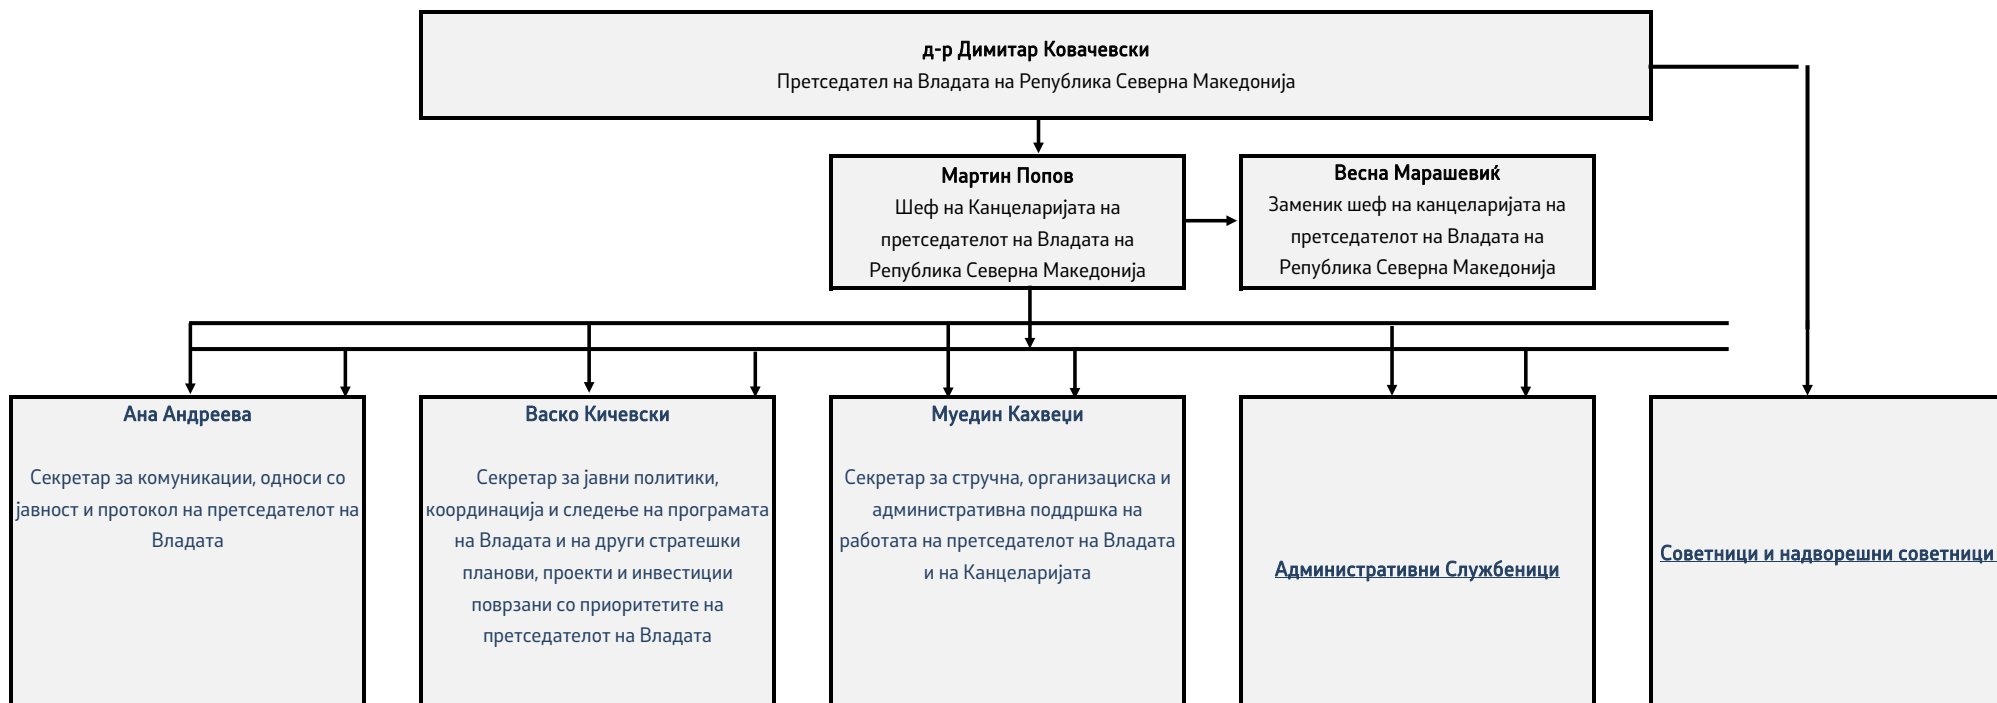 д-р Димитар Ковачевски
Претседател на Владата на Република Северна Македонија
Мартин Попов
Шеф на Канцеларијата на
претседателот на Владата на
Република Северна Македонија
Весна Марашевиќ
Заменик шеф на канцеларијата на
претседателот на Владата на
Република Северна Македонија
Ана Андреева
Секретар за комуникации, односи со
јавност и протокол на претседателот на
Владата
Васко Кичевски
Секретар за јавни политики,
координација и следење на програмата
на Владата и на други стратешки
планови, проекти и инвестиции
поврзани со приоритетите на
претседателот на Владата
Муедин Кахвеџи
Секретар за стручна, организациска и
административна поддршка на
работата на претседателот на Владата
и на Канцеларијата
Административни Службеници
Советници и надворешни советници